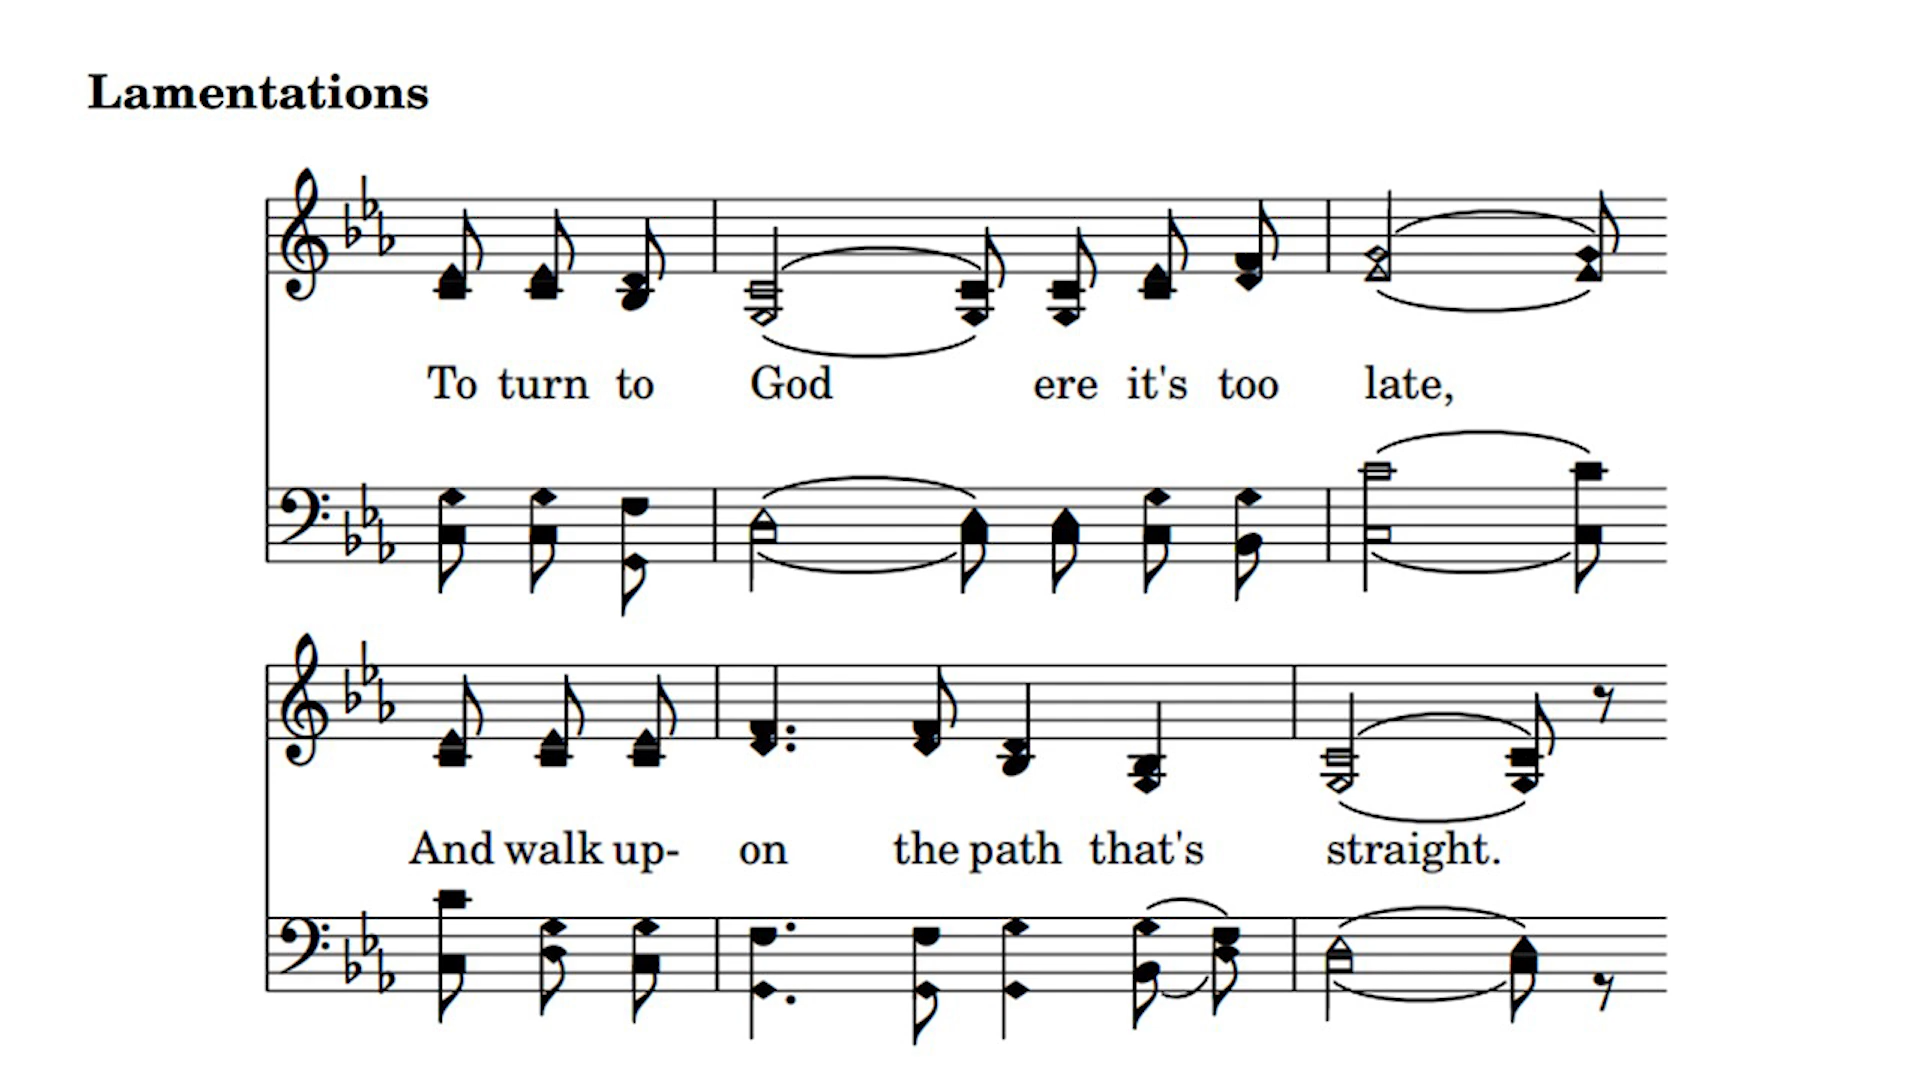 Lamentations
To turn to God ere it's too late,
And walk up- on the path that's straight.